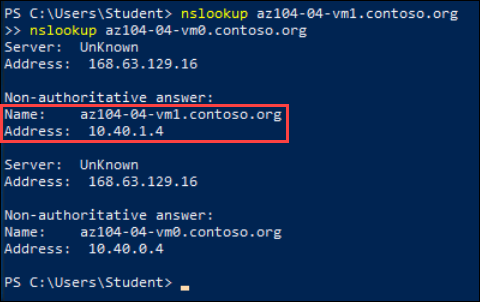 PS C:\Users\Student> nslookup az104-04-vm1.contoso.org
>> nslookup az104-04-vm0.contoso.org
Server:  UnKnown
Address:  168.63.129.16

Non-authoritative answer:
Name:    az104-04-vm1.contoso.org
Address:  10.40.1.4

Server:  UnKnown
Address:  168.63.129.16

Non-authoritative answer:
Name:    az104-04-vm0.contoso.org
Address:  10.40.0.4

PS C:\Users\Student>